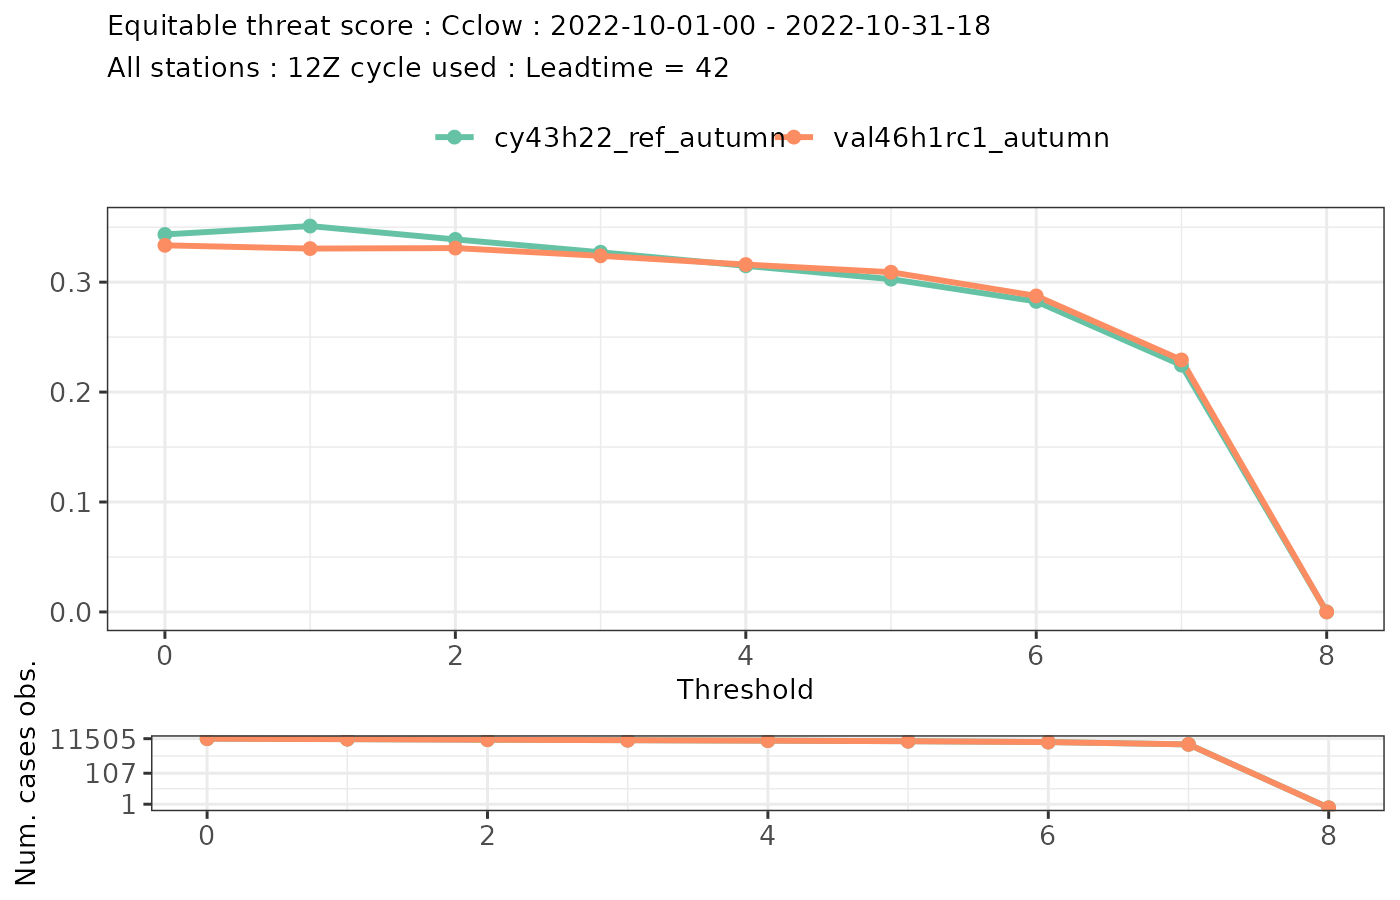 Equitable threat score : Cclow : 2022-10-01-00 - 2022-10-31-18
All stations : 12Z cycle used : Leadtime = 42
cy43h22_ref_autumn val46h1rc1_autumn
0.3
0.2
0.1
0.0
0 2 4 6 8
Threshold
Num. cases obs.
11505
107
1
0 2 4 6 8